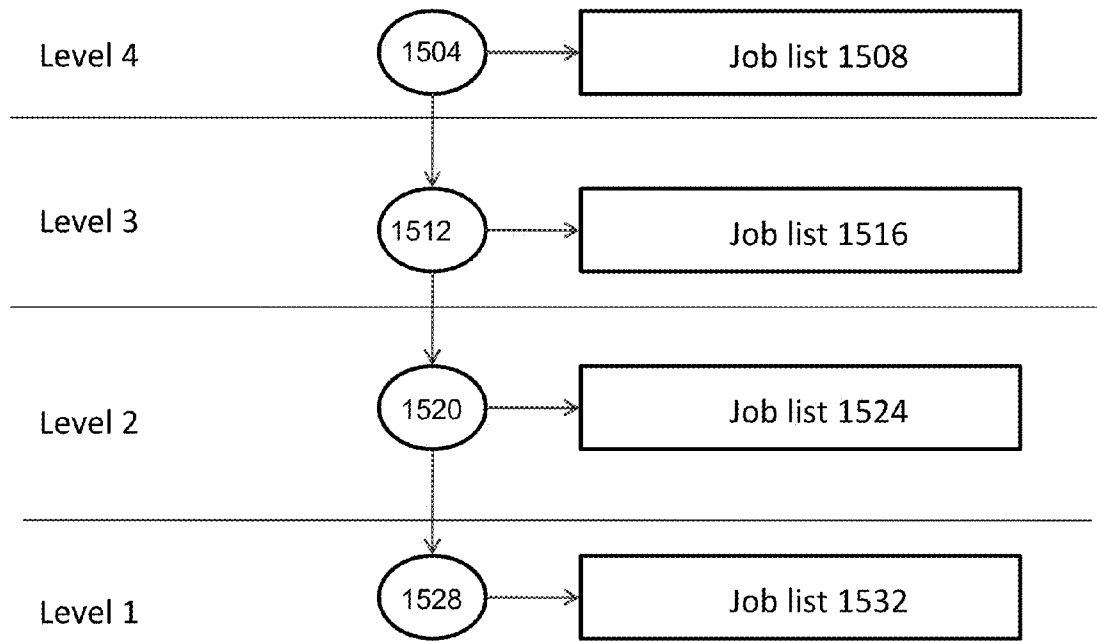 Level 4
1504
Job list 1508
Level 3
1512
Job list 1516
Level 2
1520
Job list 1524
Level 1
1528
Job list 1532